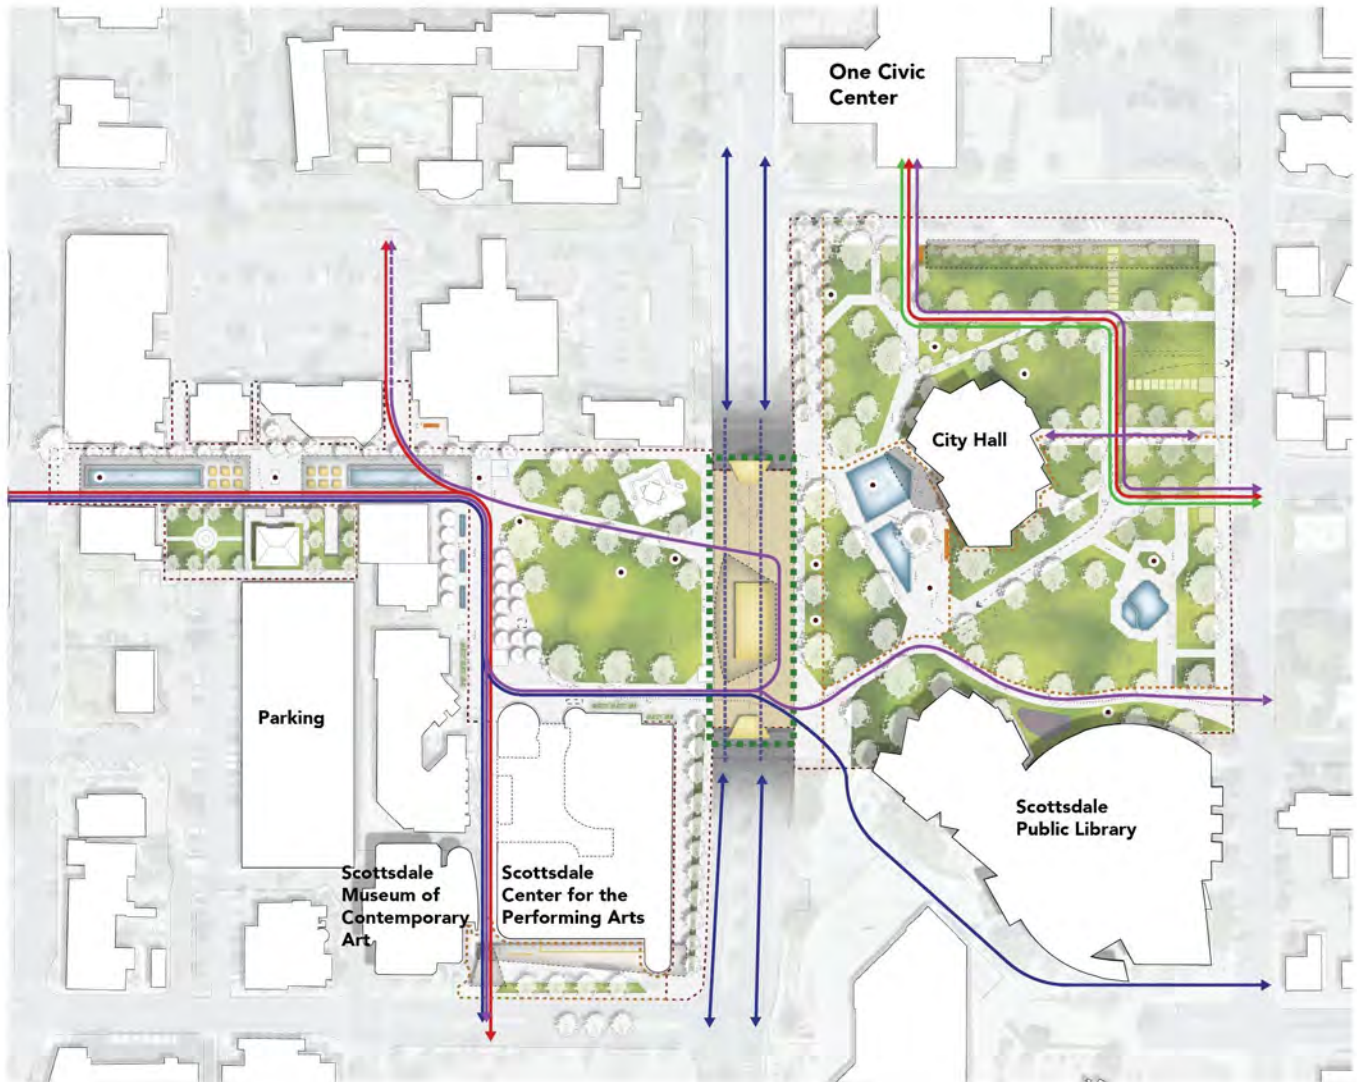 One Civic
Center
City Hall
Parking
Scottsdale
Public Library
Scottsdale
Museum of
Contemporary
Art
Scottsdale
Center for the
Performing Arts